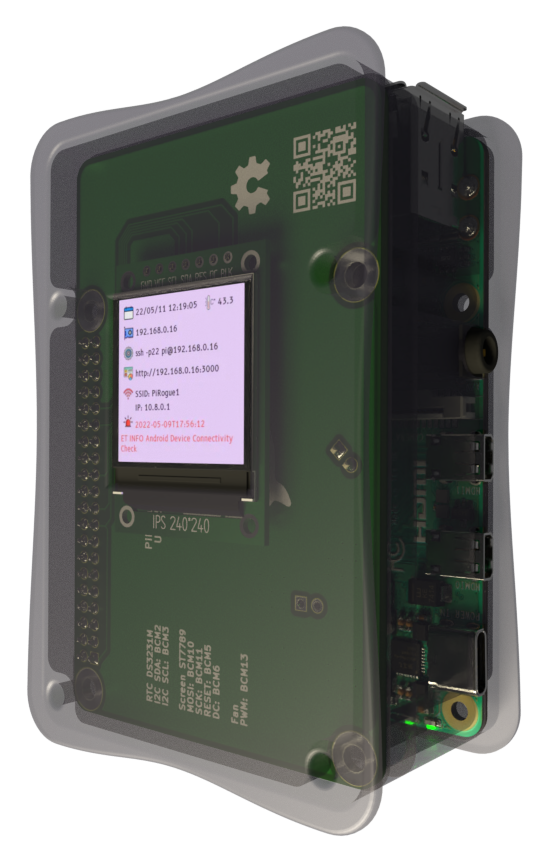 22/05/11 12:19:05 43.3
192.168.0.16
ssh -p22 pi@192.168.0.16
http://192.168.0.16:3000
SSID: PiRogue1
IP: 10.8.0.1
2022-05-09T17:56:12
ET INFO Android Device Connectivity
Check
IPS 240*240
RTC DS3231M
I2C SDA: BCM2
I2C SCL: BCM3
Screen ST7789
MOSI: BCM10
SCK: BCM11
RESET: BCM5
DC: BCM6
Fan
PWM: BCM13
HDMI